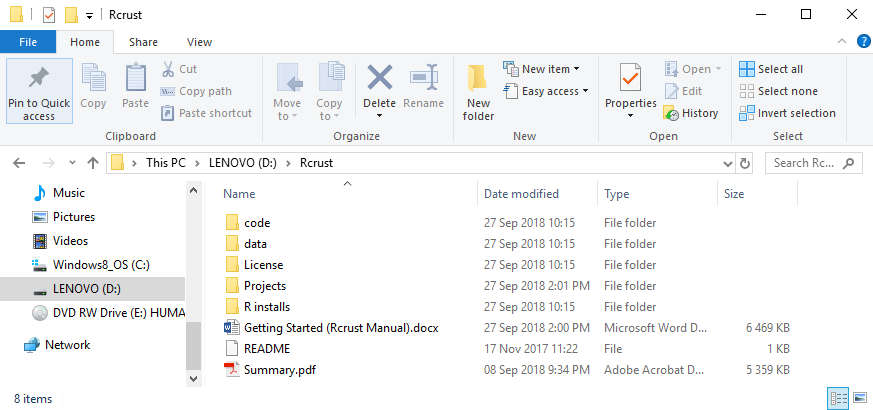 Rcrust
File Home Share View
Pin to Quick access
Copy
Paste
Cut
Copy path
Paste shortcut
Clipboard
Move to
Copy to
Delete
Rename
Organize
New folder
New item
Easy access
New
Properties
Open
Edit
History
Open
Select all
Select none
Invert selection
Select
This PC LENOVO (D:) Rcrust
Search Rc...
Music
Pictures
Videos
Windows8_OS (C:)
LENOVO (D:)
DVD RW Drive (E:) HUMA
Network
Name Date modified Type Size
code 27 Sep 2018 10:15 File folder
data 27 Sep 2018 10:15 File folder
License 27 Sep 2018 10:15 File folder
Projects 27 Sep 2018 2:01 PM File folder
R installs 27 Sep 2018 10:15 File folder
Getting Started (Rcrust Manual).docx 27 Sep 2018 2:00 PM Microsoft Word D... 6 469 KB
README 17 Nov 2017 11:22 File 1 KB
Summary.pdf 08 Sep 2018 9:34 PM Adobe Acrobat D... 5 359 KB
8 items